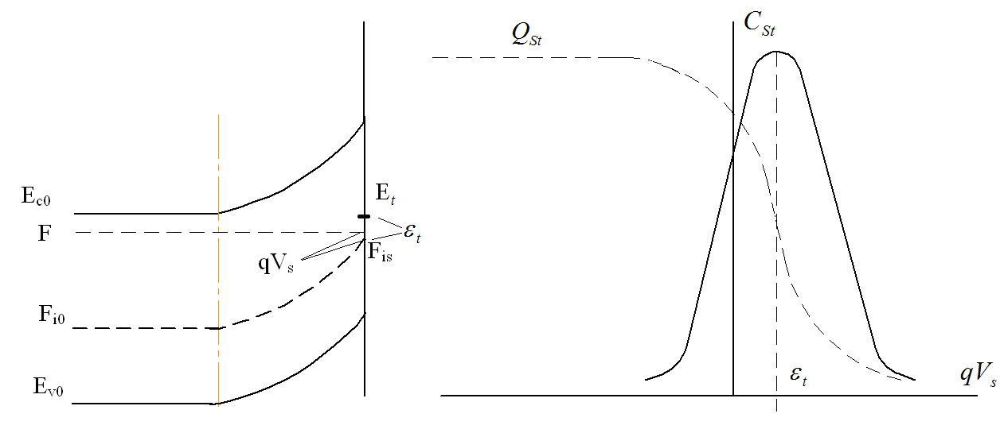 E_c0
F
F_i0
E_v0
E_t
ε_t
qV_s
F_is
Q_St
C_St
ε_t
qV_s